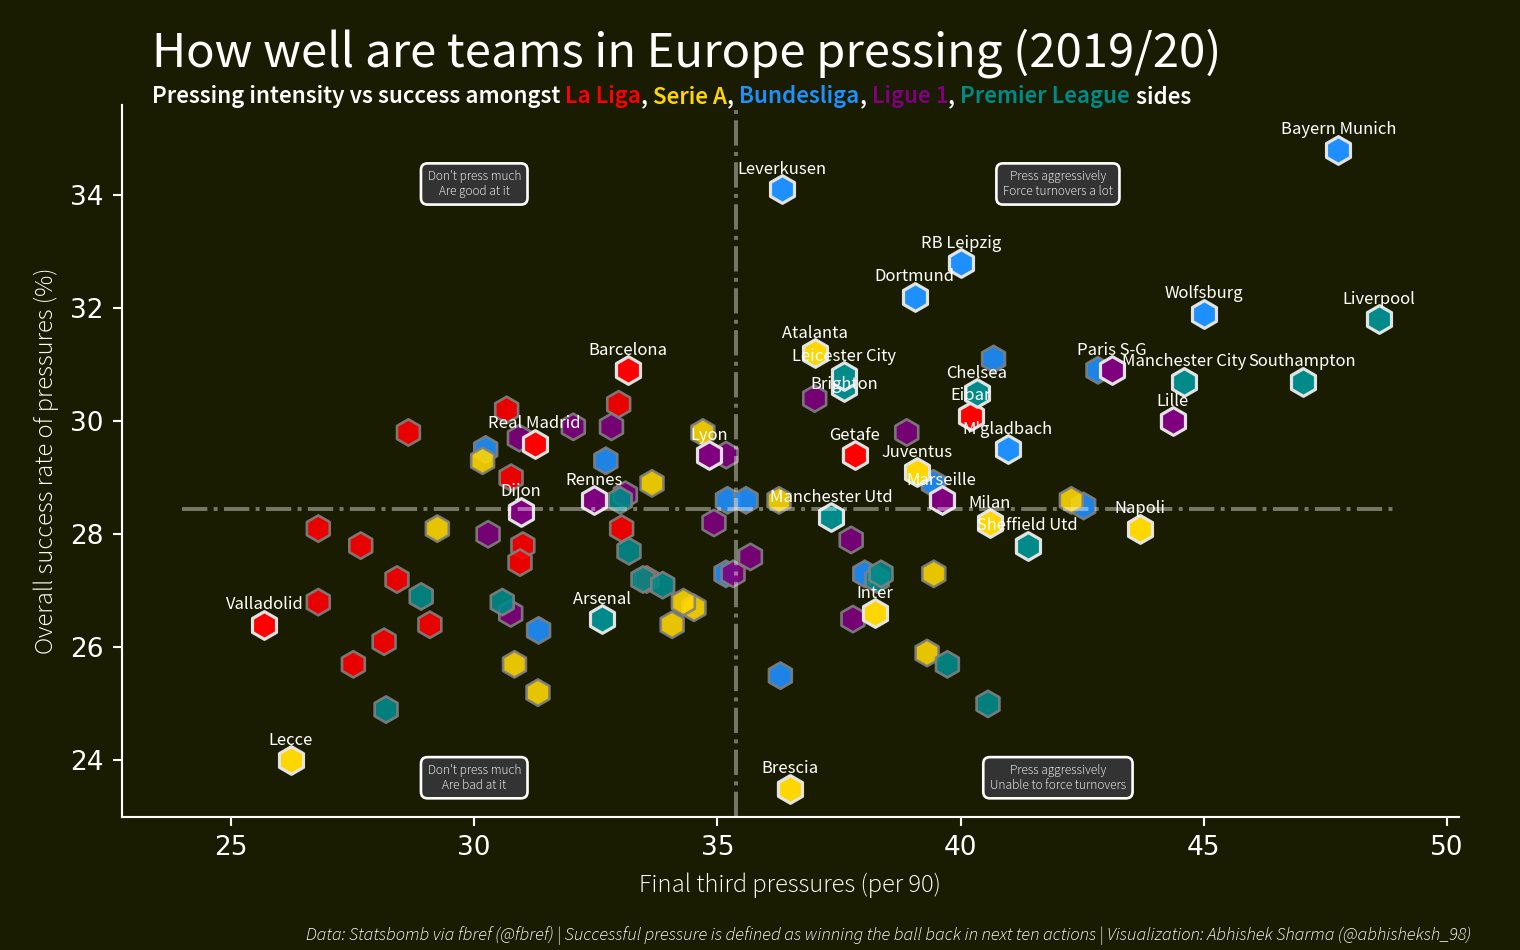 How well are teams in Europe pressing (2019/20)
Pressing intensity vs success amongst La Liga, Serie A, Bundesliga, Ligue 1, Premier League sides
Bayern Munich
Leverkusen
Don't press much
Are good at it
Press aggressively
Force turnovers a lot
34
RB Leipzig
Dortmund
Wolfsburg
Liverpool
32
Atalanta
Barcelona
Leicester City
Paris S-G
Manchester City
Southampton
Chelsea
Brighton
Eibar
Lille
30
Real Madrid
Lyon
Getafe
M'gladbach
Juventus
Rennes
Marseille
Dijon
Manchester Utd
Milan
Napoli
Sheffield Utd
28
Valladolid
Arsenal
Inter
26
Lecce
24
Brescia
Don't press much
Are bad at it
Press aggressively
Unable to force turnovers
Overall success rate of pressures (%)
25 30 35 40 45 50
Final third pressures (per 90)
Data: Statsbomb via fbref (@fbref) | Successful pressure is defined as winning the ball back in next ten actions | Visualization: Abhishek Sharma (@abhisheksh_98)